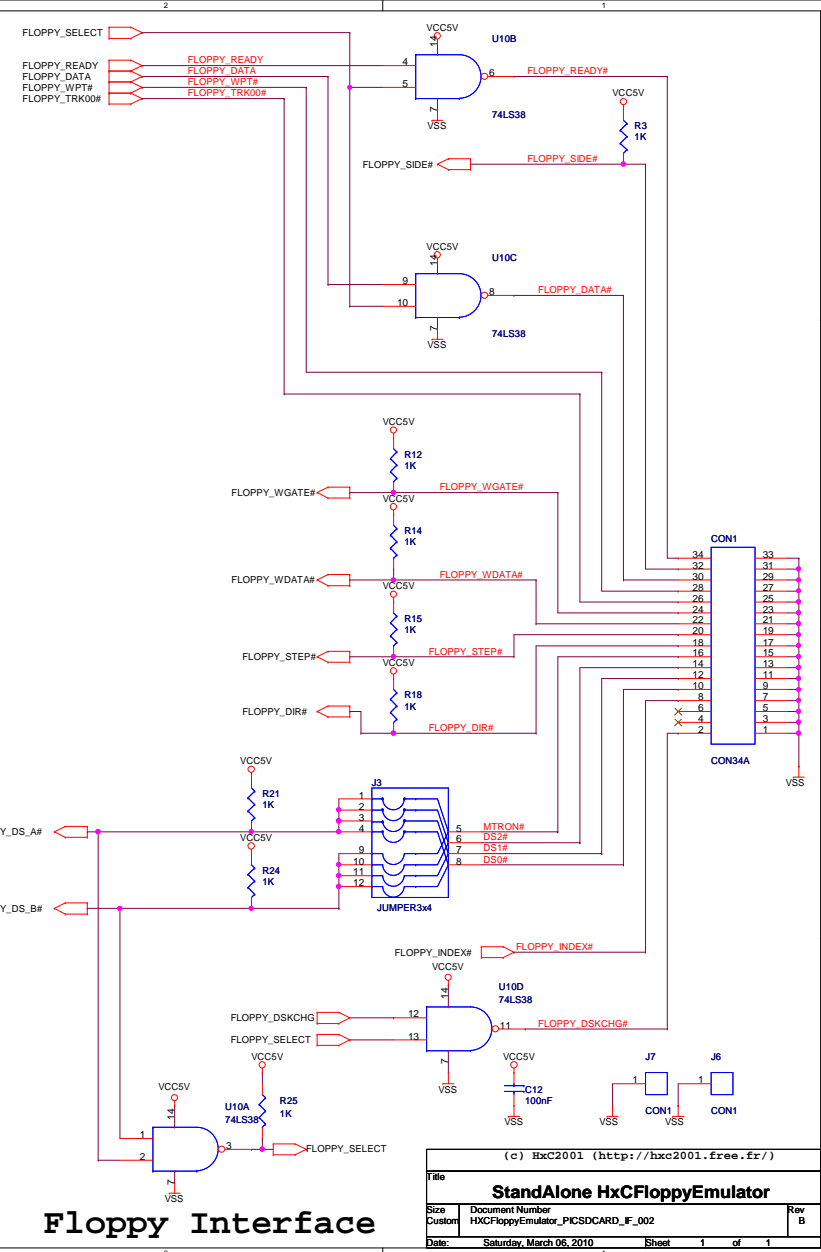 2
1
FLOPPY_SELECT
VCC5V
14
U10B
FLOPPY_READY
FLOPPY_READY
4
6
FLOPPY_READY#
FLOPPY_DATA
FLOPPY_DATA
FLOPPY_WPT#
FLOPPY_WPT#
5
FLOPPY_TRK00#
FLOPPY_TRK00#
7
VSS
74LS38
VCC5V
R3
1K
FLOPPY_SIDE#
FLOPPY_SIDE#
VCC5V
14
U10C
9
8
FLOPPY_DATA#
10
7
VSS
74LS38
VCC5V
R12
1K
FLOPPY_WGATE#
FLOPPY_WGATE#
VCC5V
R14
1K
FLOPPY_WDATA#
FLOPPY_WDATA#
VCC5V
R15
1K
FLOPPY_STEP#
FLOPPY_STEP#
VCC5V
R18
1K
FLOPPY_DIR#
FLOPPY_DIR#
CON1
34 33
32 31
30 29
28 27
26 25
24 23
22 21
20 19
18 17
16 15
14 13
12 11
10 9
8 7
6 5
4 3
2 1
CON34A
VSS
VCC5V
R21
1K
J3
1
2
3
4
9
10
11
12
5 MTRON#
6 DS2#
7 DS1#
8 DS0#
JUMPER3x4
Y_DS_A#
VCC5V
R24
1K
Y_DS_B#
FLOPPY_INDEX#
FLOPPY_INDEX#
VCC5V
14
U10D
74LS38
FLOPPY_DSKCHG
12
11
FLOPPY_DSKCHG#
FLOPPY_SELECT
13
7
VSS
VCC5V
C12
100nF
VSS
J7
1
CON1
VSS
J6
1
CON1
VSS
VCC5V
14
U10A
74LS38
VCC5V
R25
1K
1
2
3
FLOPPY_SELECT
7
VSS
Floppy Interface
(c) HxC2001 (http://hxc2001.free.fr/)
Title
StandAlone HxCFloppyEmulator
Size Document Number Rev
Custom HXCFloppyEmulator_PICSDCARD_IF_002 B
Date: Saturday, March 06, 2010 Sheet 1 of 1